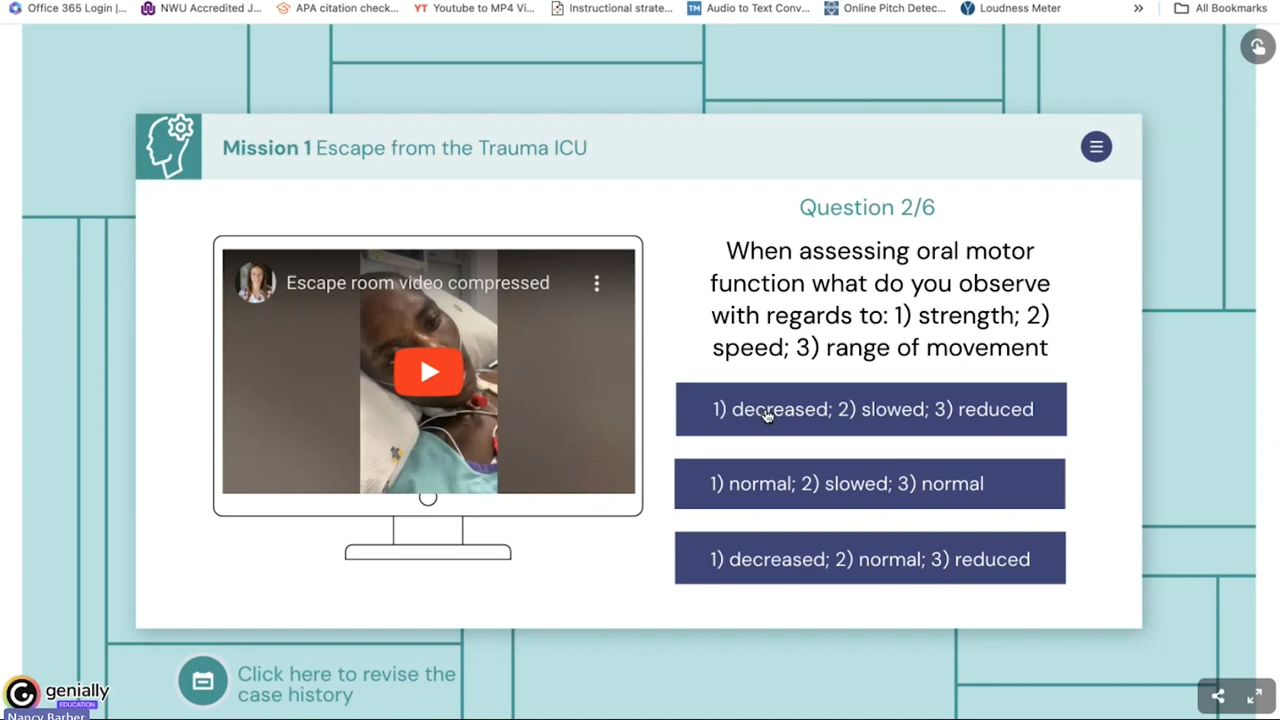 Office 365 Login |...
NWU Accredited J...
APA citation check...
YT Youtube to MP4 Vi...
Instructional strate...
TM Audio to Text Conv...
Online Pitch Detec...
Loudness Meter
»
All Bookmarks
Mission 1 Escape from the Trauma ICU
Escape room video compressed
Question 2/6
When assessing oral motor
function what do you observe
with regards to: 1) strength; 2)
speed; 3) range of movement
1) decreased; 2) slowed; 3) reduced
1) normal; 2) slowed; 3) normal
1) decreased; 2) normal; 3) reduced
Click here to revise the
case history
genially
EDUCATION
Nancy Barber